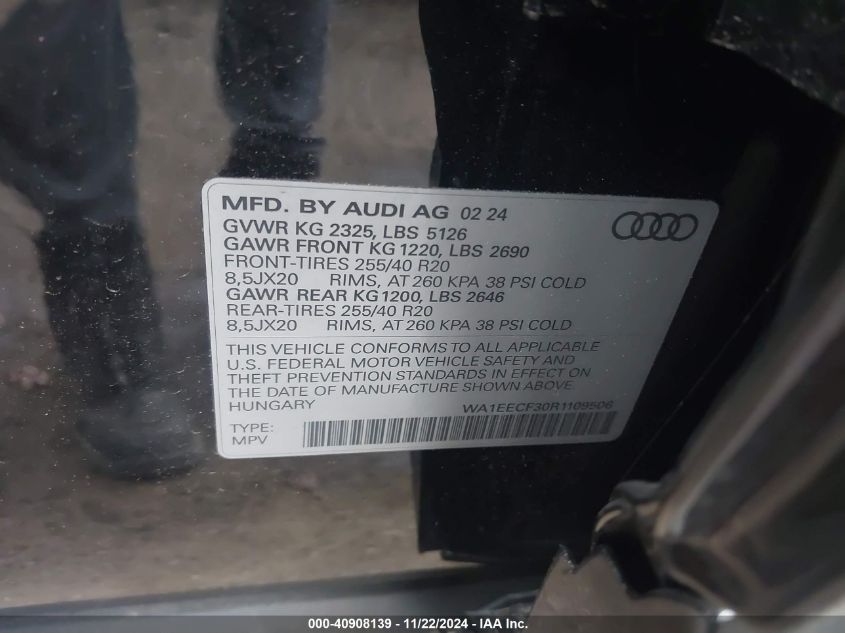 MFD. BY AUDI AG 02 24
GVWR KG 2325, LBS 5126
GAWR FRONT KG 1220, LBS 2690
FRONT-TIRES 255/40 R20
8,5JX20 RIMS, AT 260 KPA 38 PSI COLD
GAWR REAR KG1200, LBS 2646
REAR-TIRES 255/40 R20
8,5JX20 RIMS, AT 260 KPA 38 PSI COLD
THIS VEHICLE CONFORMS TO ALL APPLICABLE
U.S. FEDERAL MOTOR VEHICLE SAFETY AND
THEFT PREVENTION STANDARDS IN EFFECT ON
THE DATE OF MANUFACTURE SHOWN ABOVE.
HUNGARY WA1EECF30R1109506
TYPE:
MPV
000-40908139 - 11/22/2024 - IAA Inc.